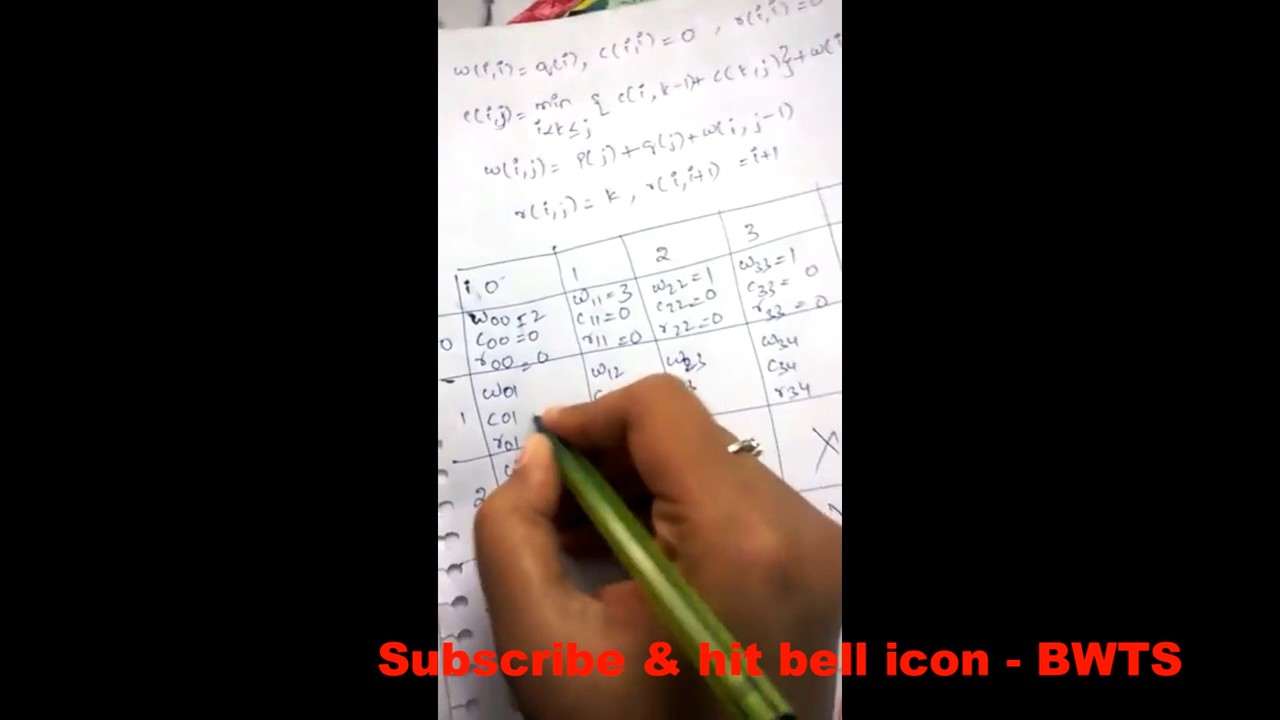 w(i,i) = q(i), c(i,i) = 0 , r(i,i) = 0
c(i,j) = min { c(i,k-1) + c(k,j) } + w(i
i<k≤j
w(i,j) = p(j) + q(j) + w(i, j-1)
r(i,j) = k , r(i,i+1) = i+1
i 0 1 2 3
0 w00 = 2 w11 = 3 w22 = 1 w33 = 1
c00 = 0 c11 = 0 c22 = 0 c33 = 0
r00 = 0 r11 = 0 r22 = 0 r33 = 0
w01 w12 w23 w34
1 c01 c c34
r01 r34
2 X
Subscribe & hit bell icon - BWTS